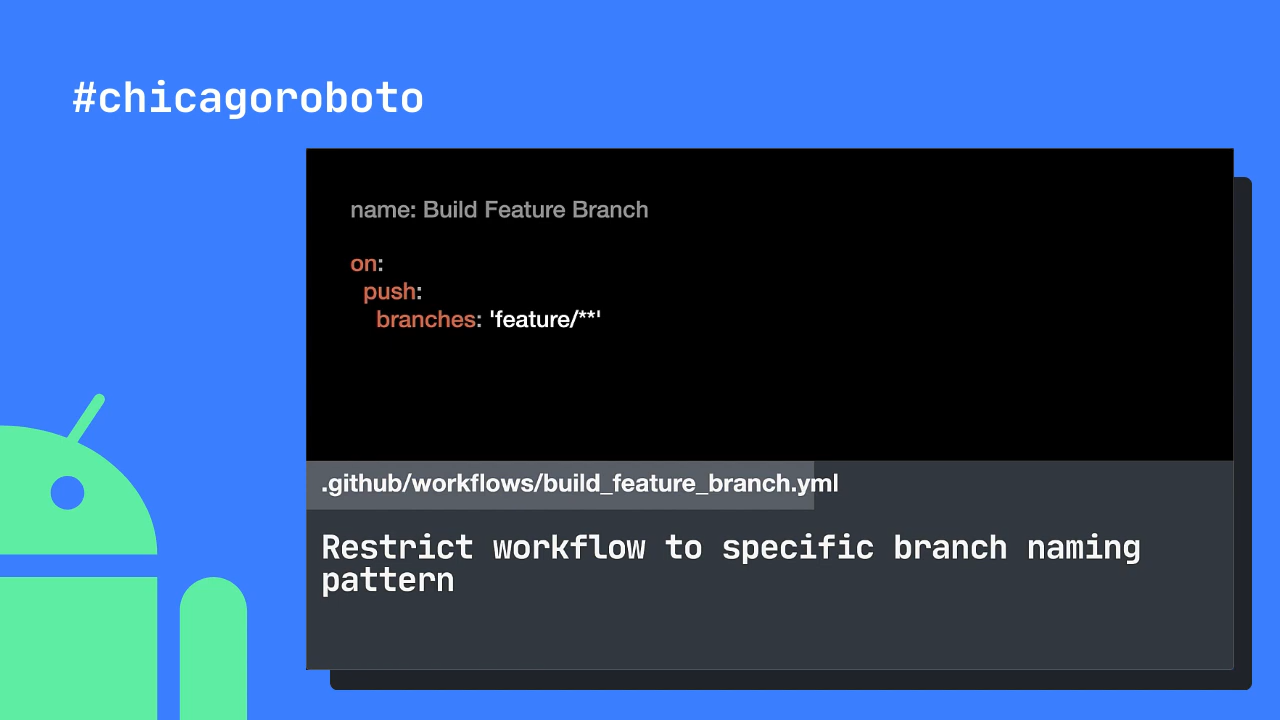 #chicagoroboto
name: Build Feature Branch
on:
push:
branches: 'feature/**'
.github/workflows/build_feature_branch.yml
Restrict workflow to specific branch naming
pattern